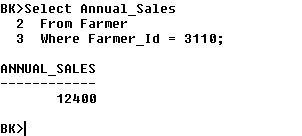 BK>Select Annual_Sales
2 From Farmer
3 Where Farmer_Id = 3110;
ANNUAL_SALES
------------
12400
BK>